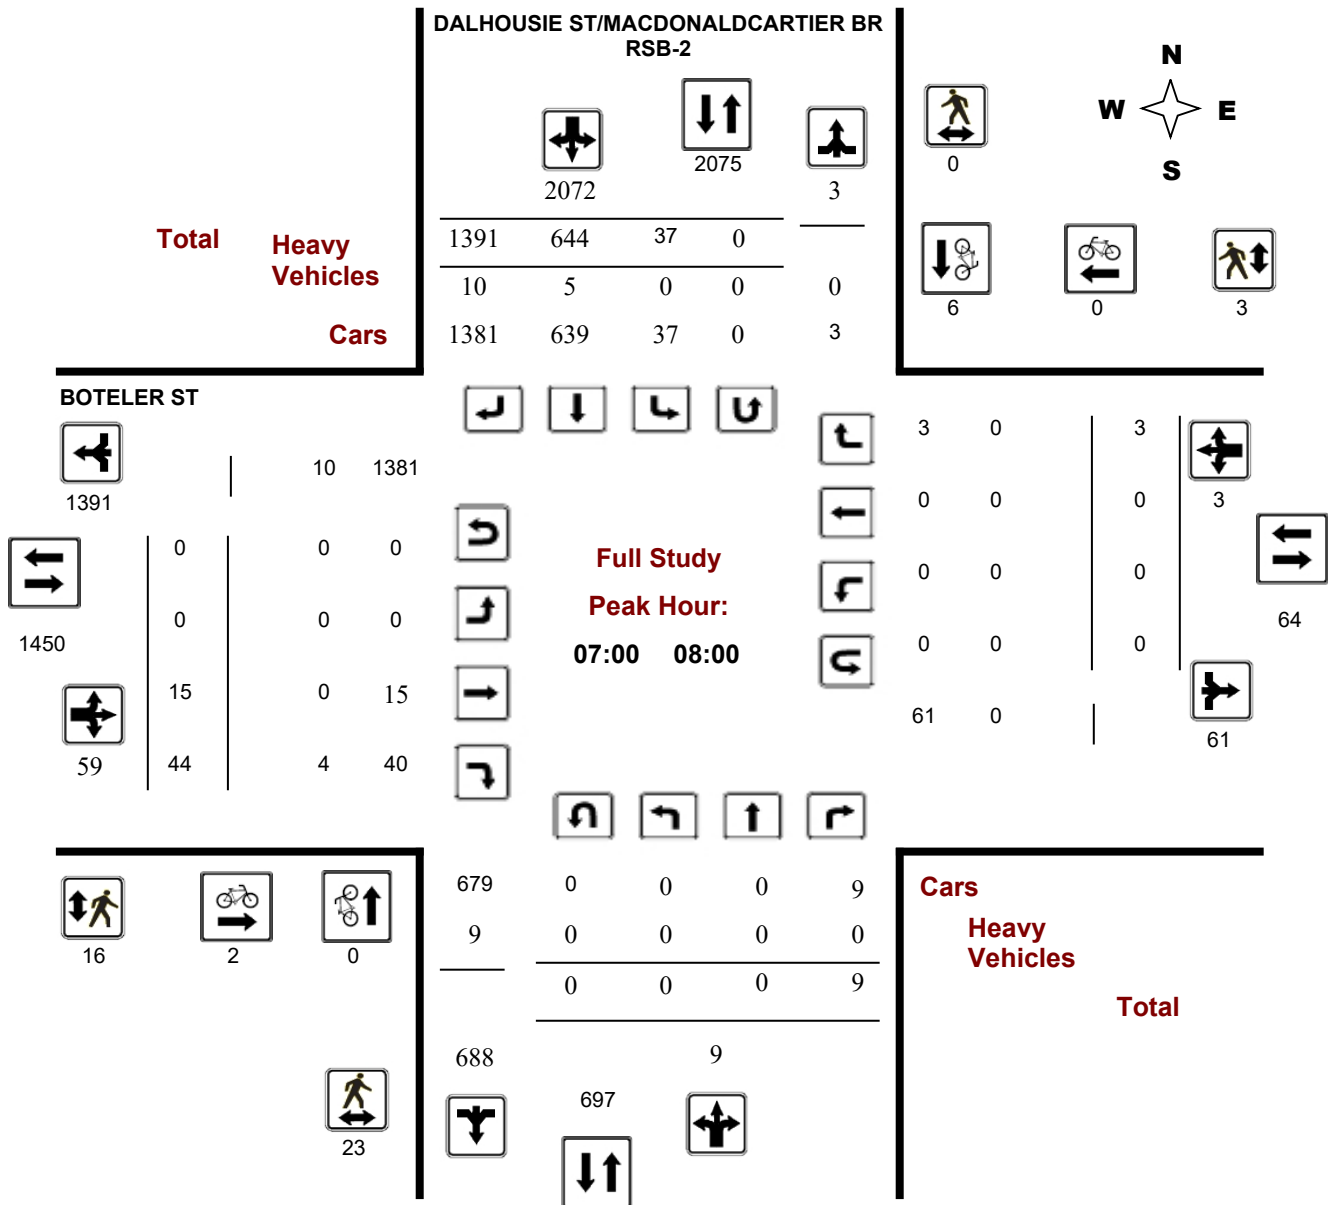 DALHOUSIE ST/MACDONALDCARTIER BR
RSB-2
N
W E
S
2075
0
2072 3
Total Heavy Vehicles
1391 644 37 0
10 5 0 0 0
6 0 3
Cars 1381 639 37 0 3
BOTELER ST
3 0 3
10 1381
1391
0 0 0 3
0 0 0
Full Study
0 0 0
Peak Hour:
0 0 0
64
1450
07:00 08:00
0 0 0
15 0 15
61 0
61
59 44 4 40
679 0 0 0 9
Cars
9 0 0 0 0
Heavy
Vehicles
16 2 0
0 0 0 9
Total
688 9
697
23